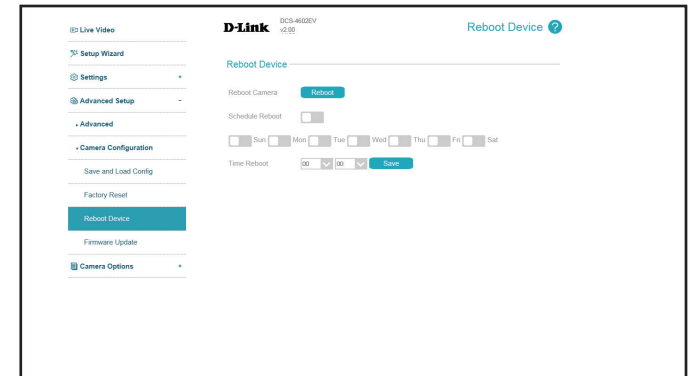 Live Video
Setup Wizard
Settings +
Advanced Setup -
• Advanced
• Camera Configuration
Save and Load Config
Factory Reset
Reboot Device
Firmware Update
Camera Options +
D-Link DCS-4602EV
v2.00
Reboot Device ?
Reboot Device
Reboot Camera Reboot
Schedule Reboot
Sun Mon Tue Wed Thu Fri Sat
Time Reboot 00 00 Save